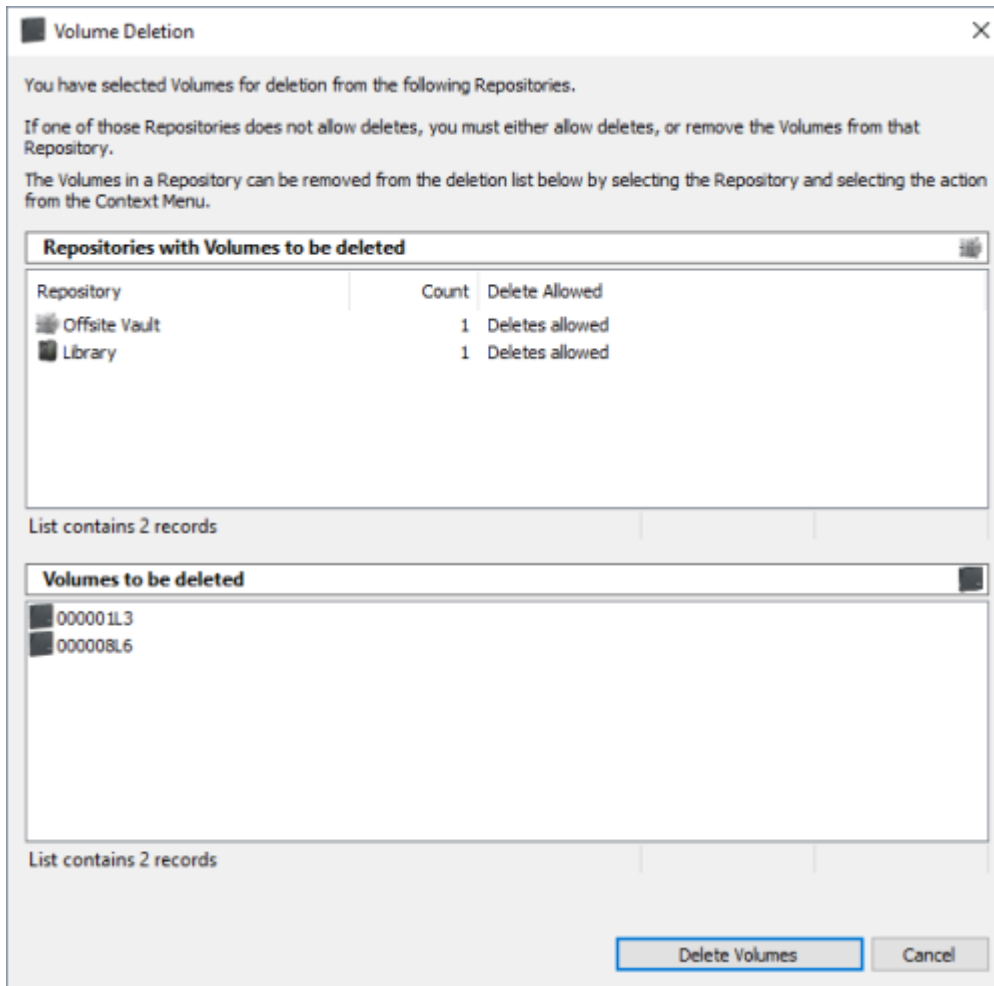 Volume Deletion
You have selected Volumes for deletion from the following Repositories.
If one of those Repositories does not allow deletes, you must either allow deletes, or remove the Volumes from that
Repository.
The Volumes in a Repository can be removed from the deletion list below by selecting the Repository and selecting the action
from the Context Menu.
Repositories with Volumes to be deleted
Repository Count Delete Allowed
Offsite Vault 1 Deletes allowed
Library 1 Deletes allowed
List contains 2 records
Volumes to be deleted
000001L3
000008L6
List contains 2 records
Delete Volumes Cancel